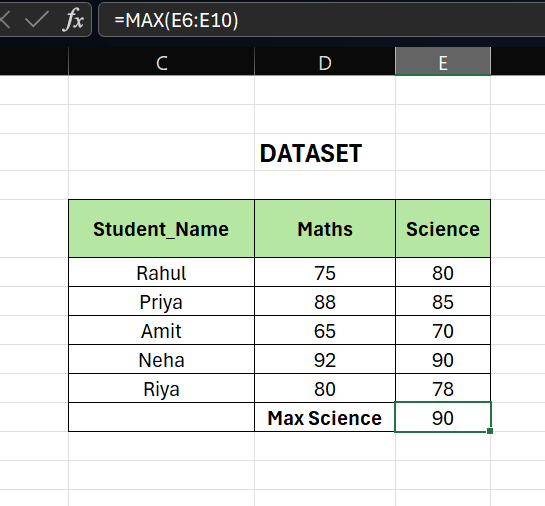 fx =MAX(E6:E10)
C D E
DATASET
Student_Name Maths Science
Rahul 75 80
Priya 88 85
Amit 65 70
Neha 92 90
Riya 80 78
Max Science 90